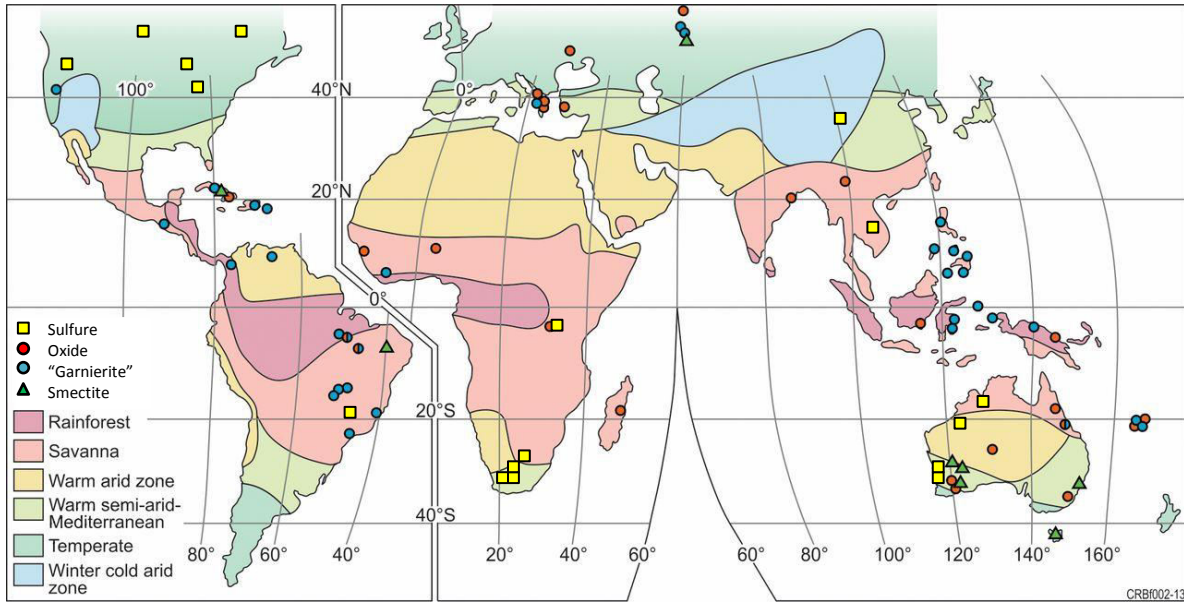 100°
0°
40°N
20°N
0°
20°S
40°S
Sulfure
Oxide
“Garnierite”
Smectite
Rainforest
Savanna
Warm arid zone
Warm semi-arid-
Mediterranean
Temperate
Winter cold arid
zone
80° 60° 40° 20° 40° 60° 60° 80° 100° 120° 140° 160°
CRBf002-13